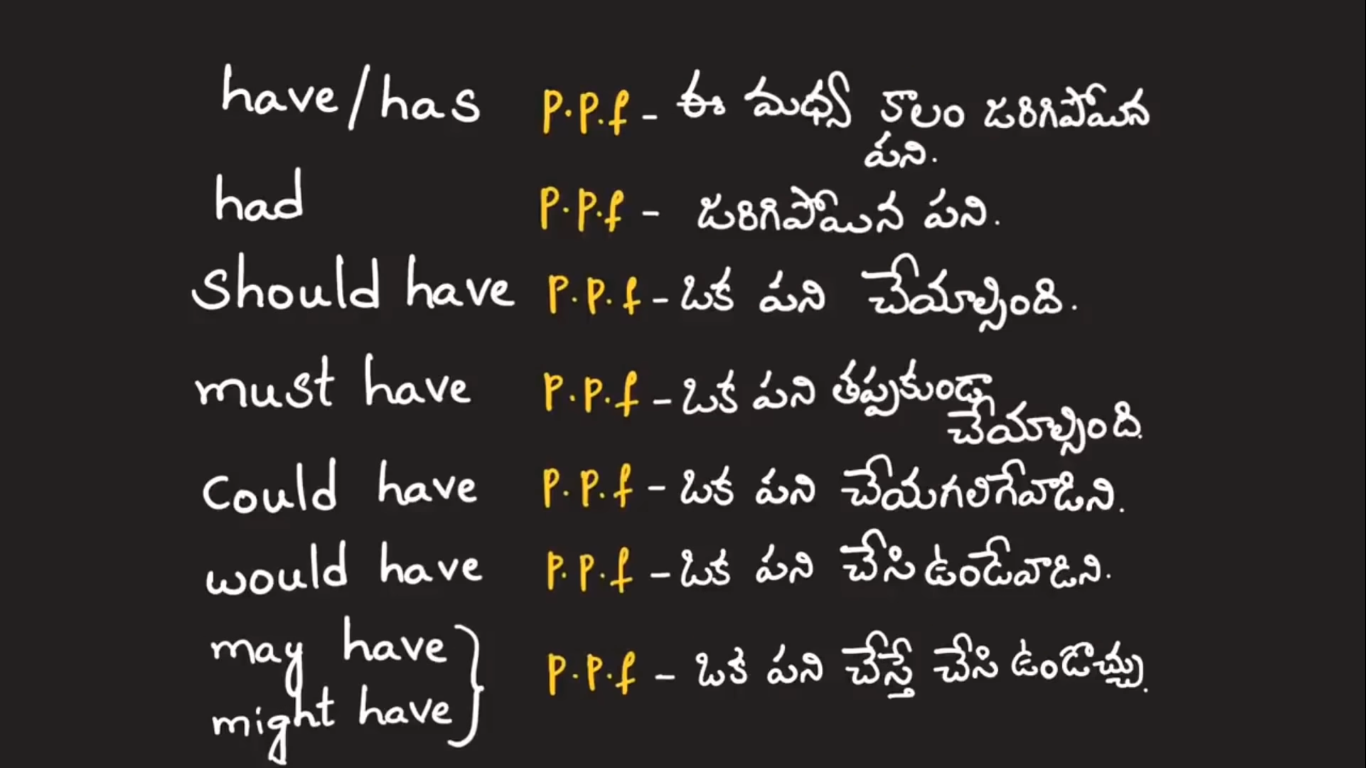 have/has P.P.f - ఈ మధ్య కాలం జరిగిపోయిన
పని.
had P.P.f - జరిగిపోయిన పని.
Should have P.P.f - ఒక పని చేయాల్సింది.
must have P.P.f - ఒక పని తప్పకుండా
చేయాల్సింది.
Could have P.P.f - ఒక పని చేయగలిగేవాడిని.
would have P.P.f - ఒక పని చేసి ఉండేవాడిని.
may have
might have } P.P.f - ఒక పని చేస్తే చేసి ఉండొచ్చు.